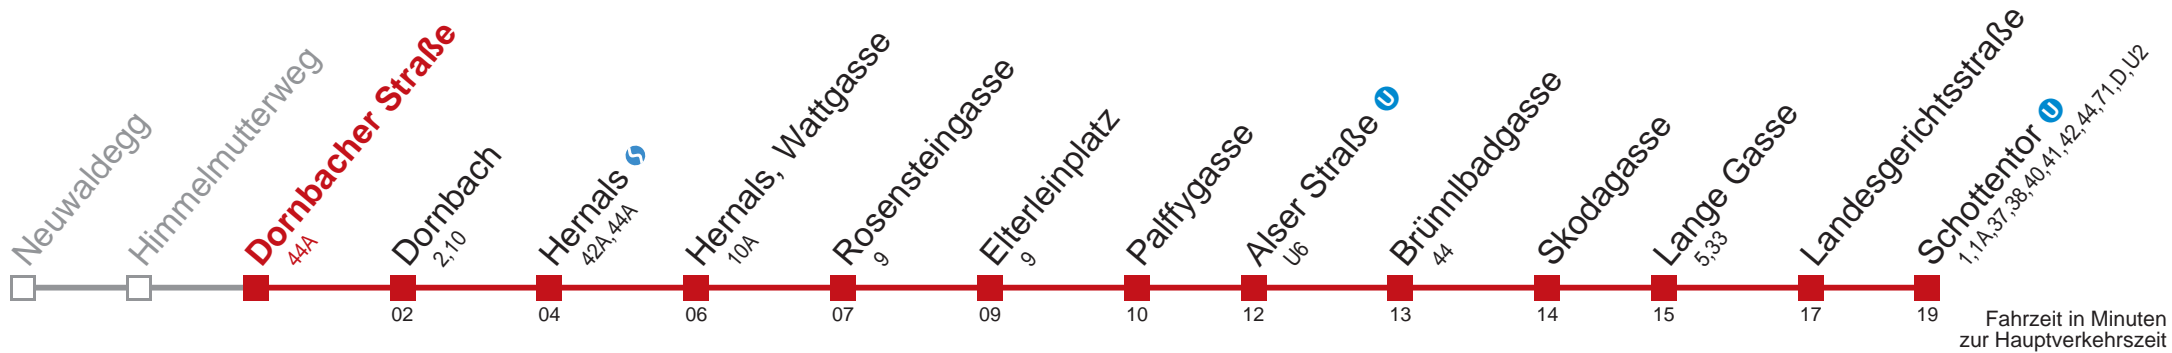 Neuwaldegg
Himmelmutterweg
Dornbacher Straße
44A
Dornbach
2,10
02
Hernals
42A,44A
04
Hernals, Wattgasse
10A
06
Rosensteingasse
9
07
Elterleinplatz
9
09
Palffygasse
10
Alser Straße U
U6
12
Brünnlbadgasse
44
13
Skodagasse
14
Lange Gasse
5,33
15
Landesgerichtsstraße
17
Schottentor U
1,1A,37,38,40,41,42,44,71,D,U2
19
Fahrzeit in Minuten
zur Hauptverkehrszeit